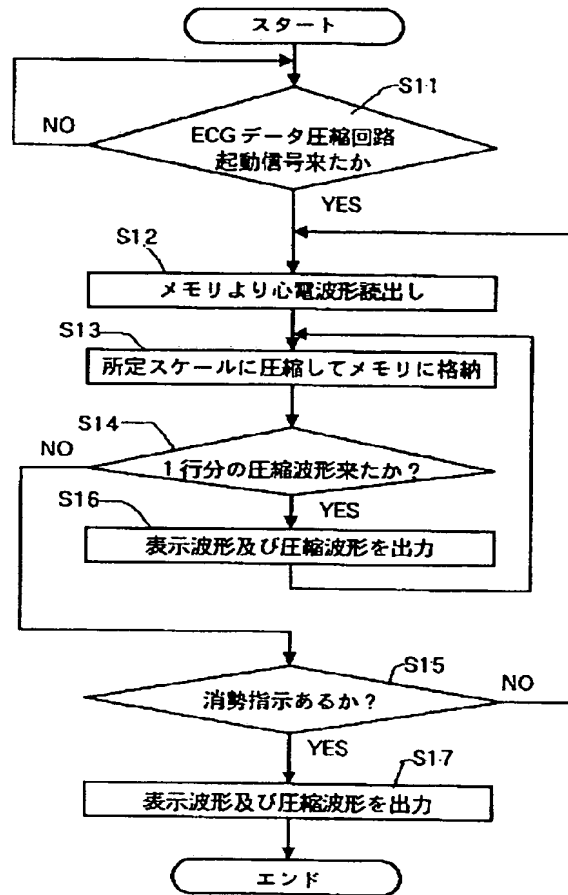 スタート
S11
NO
ECGデータ圧縮回路
起動信号来たか
YES
S12
メモリより心電波形読出し
S13
所定スケールに圧縮してメモリに格納
S14
NO
1行分の圧縮波形来たか?
S16
YES
表示波形及び圧縮波形を出力
S15
消勢指示あるか?
NO
YES
S17
表示波形及び圧縮波形を出力
エンド